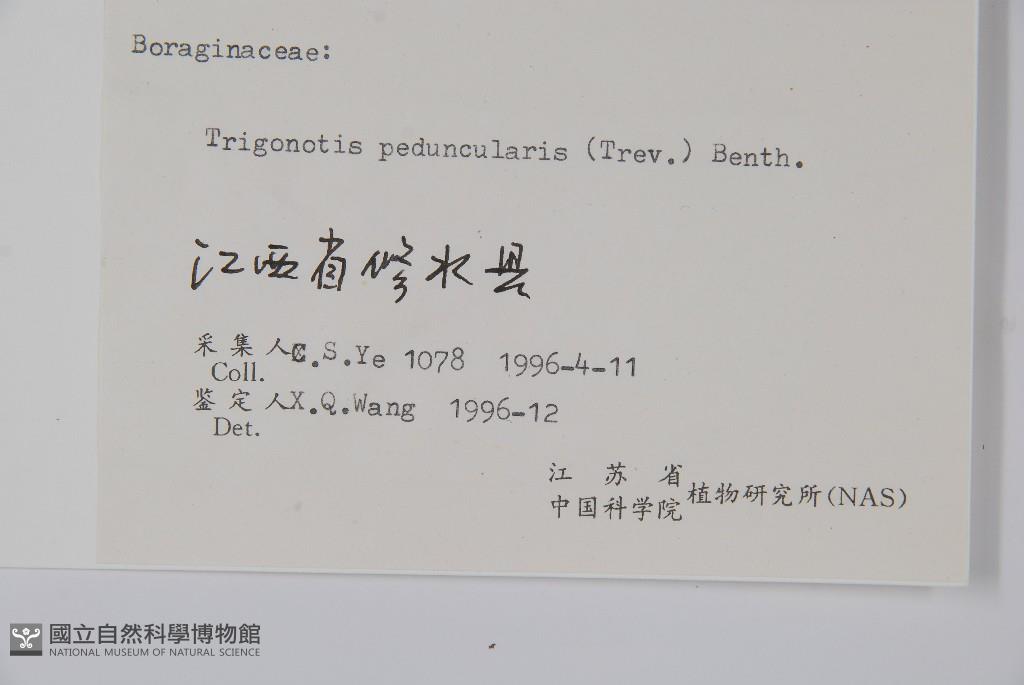 Boraginaceae:
Trigonotis peduncularis (Trev.) Benth.
江西省修水县
采集人C.S.Ye 1078 1996-4-11
Coll.
鉴定人X.Q.Wang 1996-12
Det.
江苏省
中国科学院植物研究所(NAS)
國立自然科學博物館
NATIONAL MUSEUM OF NATURAL SCIENCE